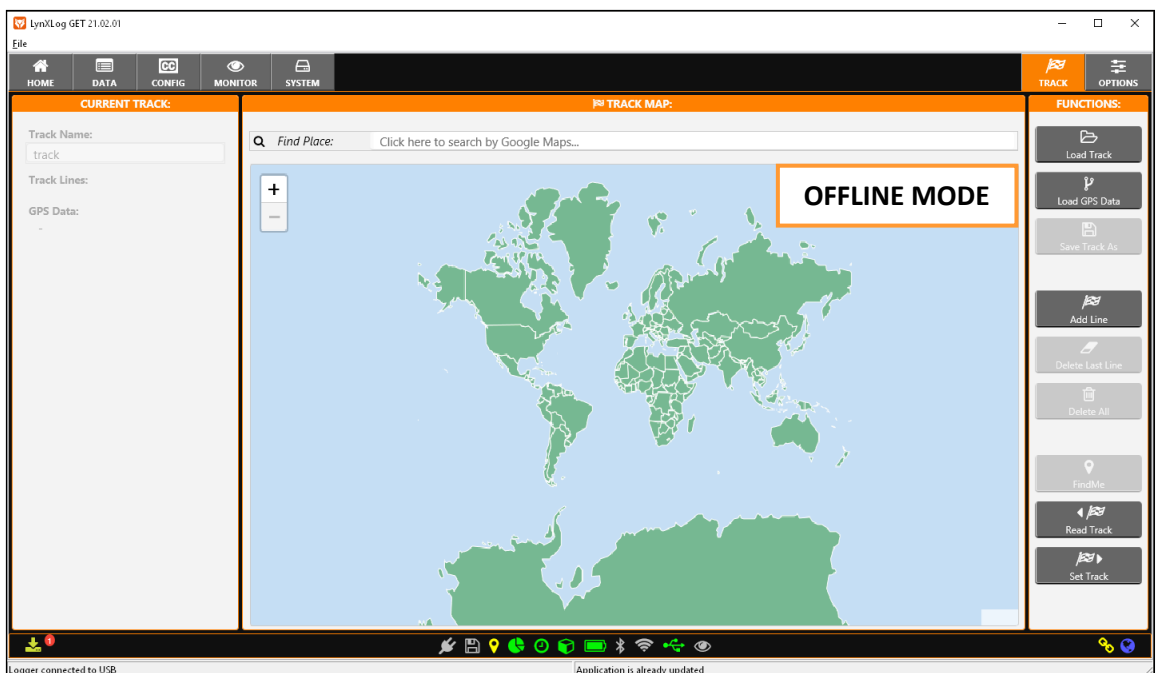 LynXLog GET 21.02.01
File
HOME
DATA
CONFIG
MONITOR
SYSTEM
TRACK
OPTIONS
CURRENT TRACK:
Track Name:
track
Track Lines:
GPS Data:
-
TRACK MAP:
Find Place:
Click here to search by Google Maps...
+
−
OFFLINE MODE
FUNCTIONS:
Load Track
Load GPS Data
Save Track As
Add Line
Delete Last Line
Delete All
FindMe
Read Track
Set Track
1
Logger connected to USB
Application is already updated